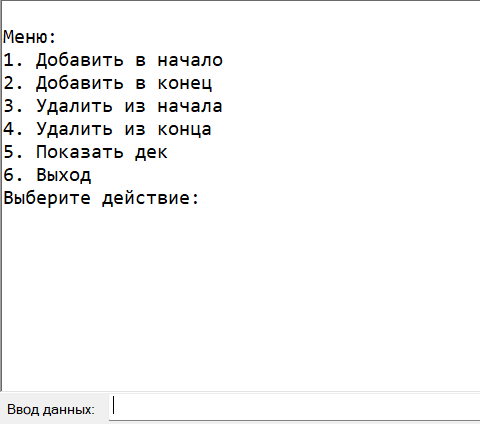 Меню:
1. Добавить в начало
2. Добавить в конец
3. Удалить из начала
4. Удалить из конца
5. Показать дек
6. Выход
Выберите действие:
Ввод данных: